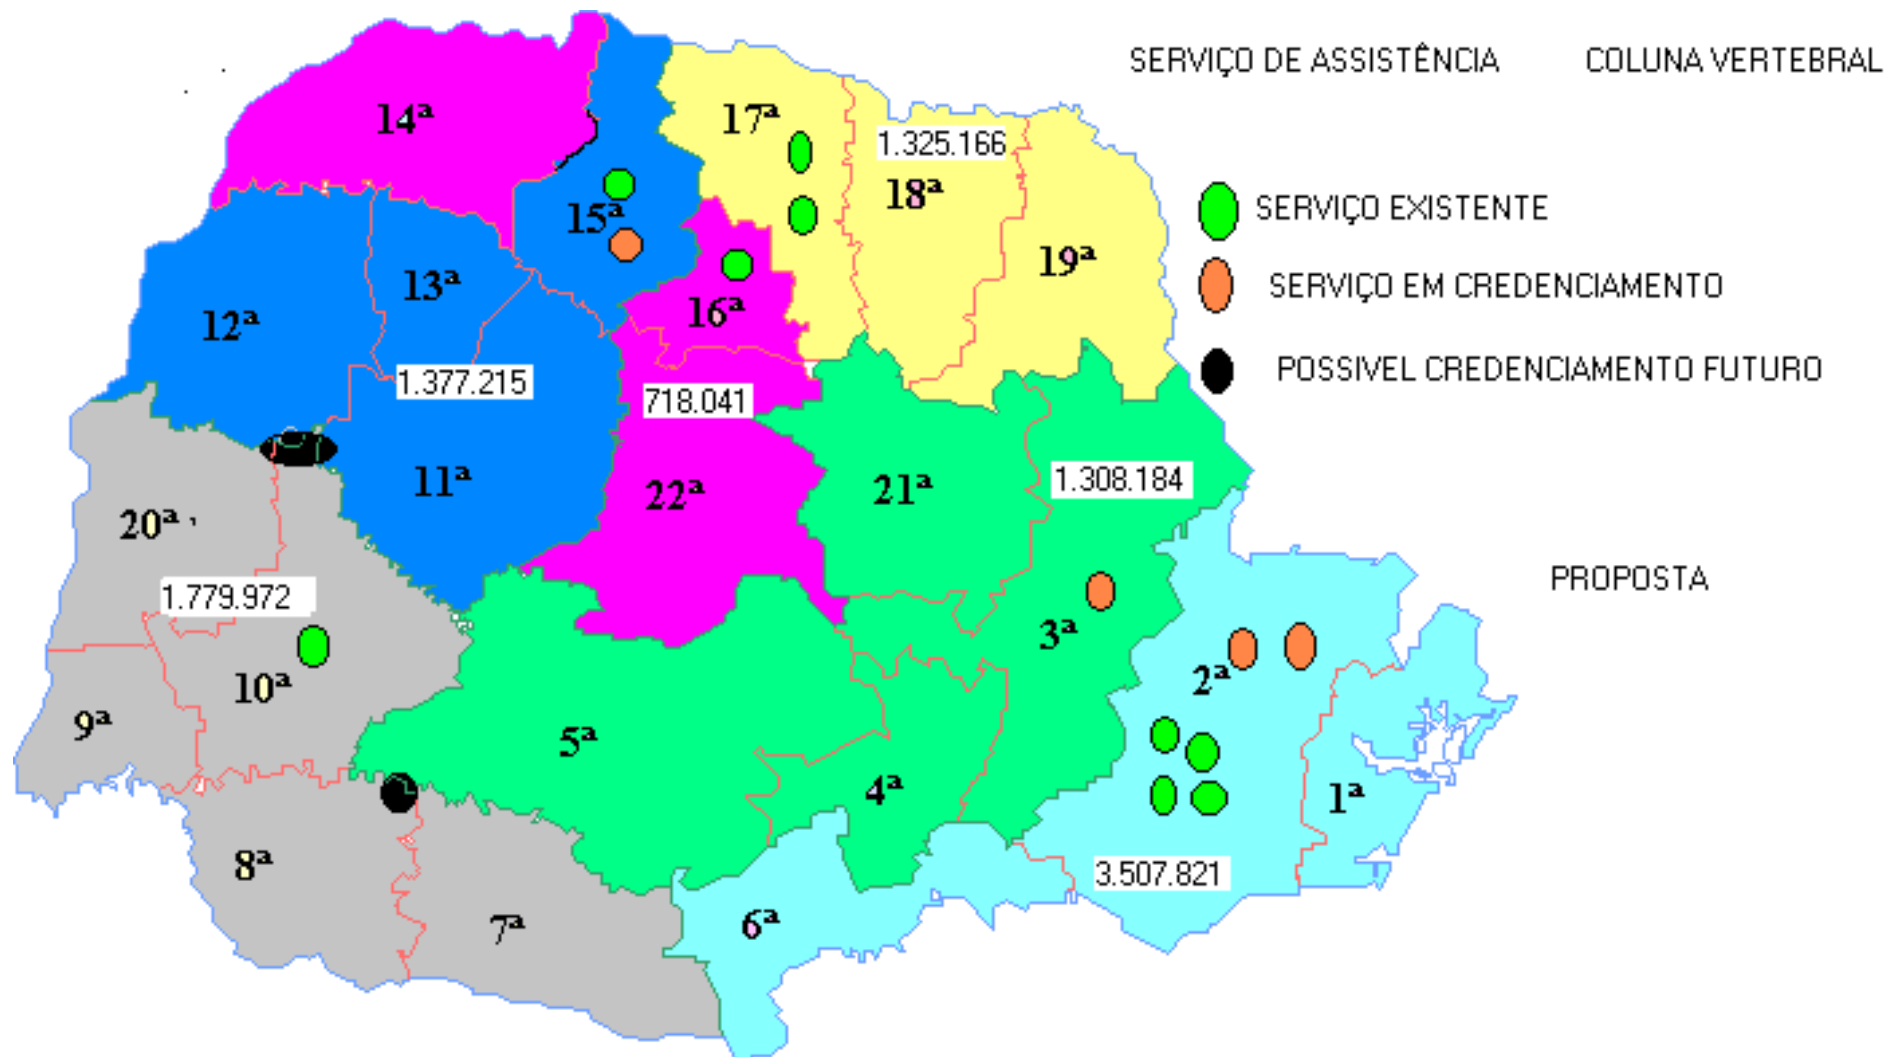 SERVIÇO DE ASSISTÊNCIA COLUNA VERTEBRAL
14ª
17ª
1.325.166
18ª
15ª
SERVIÇO EXISTENTE
19ª
13ª
SERVIÇO EM CREDENCIAMENTO
12ª
16ª
1.377.215
718.041
POSSIVEL CREDENCIAMENTO FUTURO
11ª
22ª
21ª
1.308.184
20ª
1.779.972
PROPOSTA
3ª
10ª
2ª
9ª
5ª
4ª
1ª
8ª
3.507.821
7ª
6ª